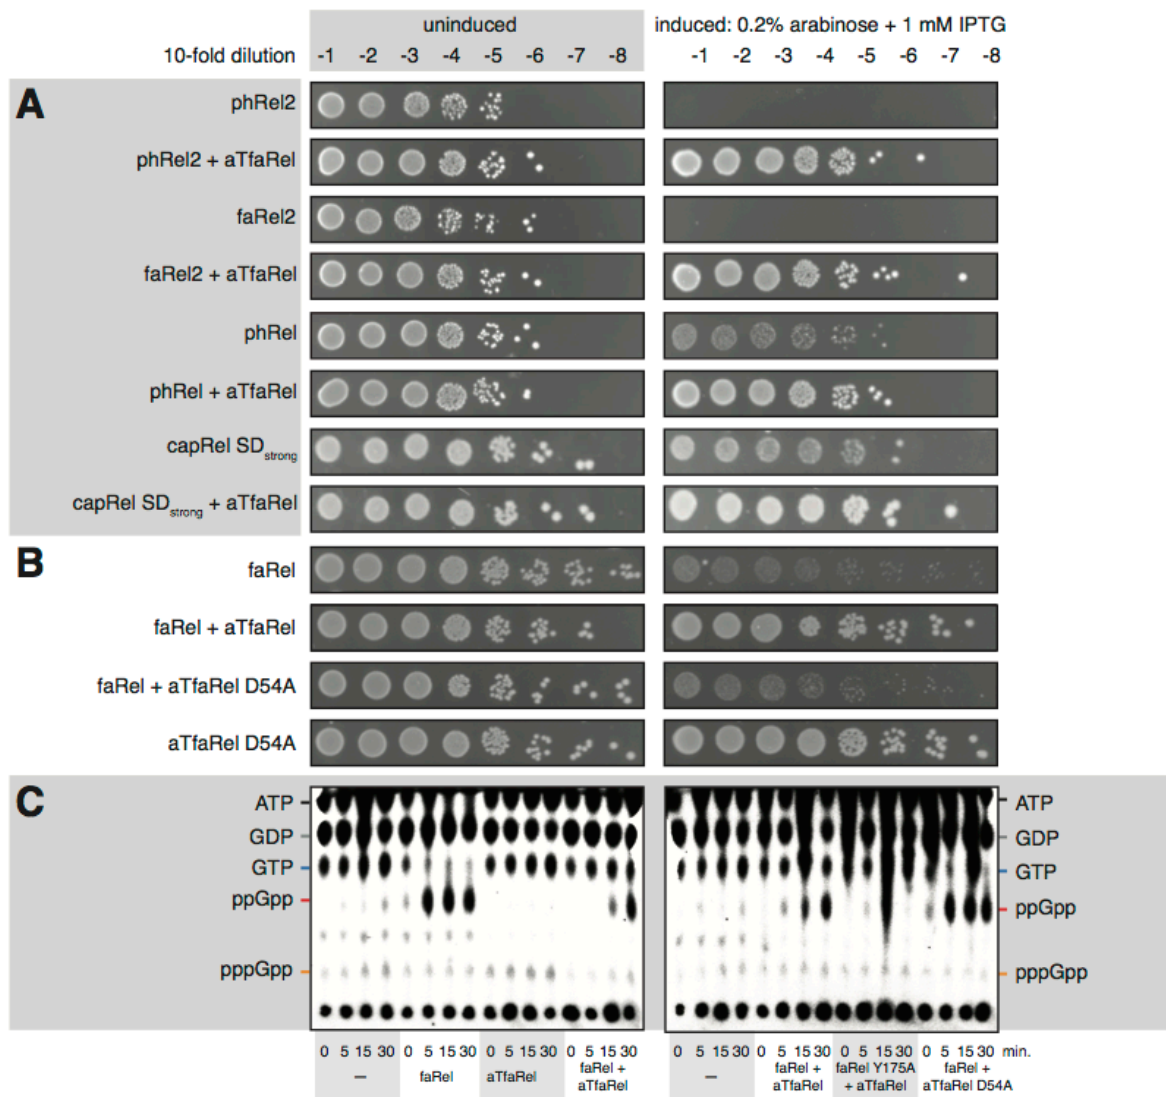 uninduced
induced: 0.2% arabinose + 1 mM IPTG
10-fold dilution -1 -2 -3 -4 -5 -6 -7 -8 -1 -2 -3 -4 -5 -6 -7 -8
A
phRel2
phRel2 + aTfaRel
faRel2
faRel2 + aTfaRel
phRel
phRel + aTfaRel
capRel SDstrong
capRel SDstrong + aTfaRel
B
faRel
faRel + aTfaRel
faRel + aTfaRel D54A
aTfaRel D54A
C
ATP
GDP
GTP
ppGpp
pppGpp
ATP
GDP
GTP
ppGpp
pppGpp
0 5 15 30 0 5 15 30 0 5 15 30 0 5 15 30
– faRel aTfaRel faRel +
aTfaRel
0 5 15 30 0 5 15 30 0 5 15 30 0 5 15 30 min.
– faRel + faRel Y175A faRel +
aTfaRel + aTfaRel aTfaRel D54A